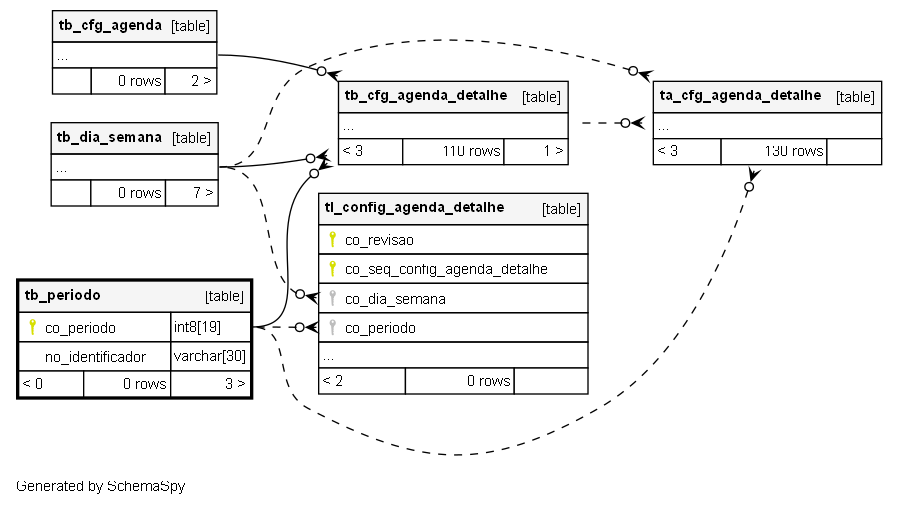 tb_cfg_agenda [table]
...
0 rows 2 >
tb_cfg_agenda_detalhe [table]
...
< 3 110 rows 1 >
ta_cfg_agenda_detalhe [table]
...
< 3 130 rows
tb_dia_semana [table]
...
0 rows 7 >
tl_config_agenda_detalhe [table]
co_revisao
co_seq_config_agenda_detalhe
co_dia_semana
co_periodo
...
< 2 0 rows
tb_periodo [table]
co_periodo int8[19]
no_identificador varchar[30]
< 0 0 rows 3 >
Generated by SchemaSpy